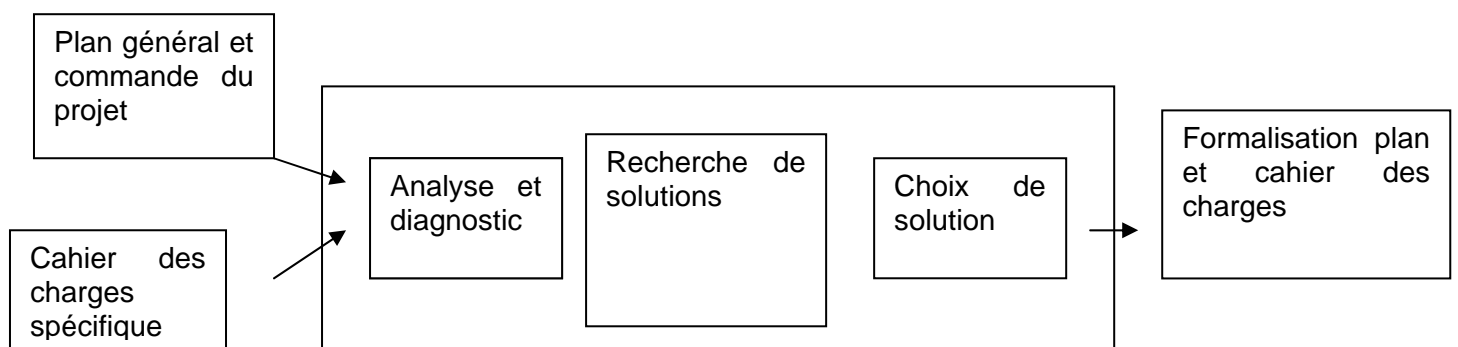 Plan général et
commande du
projet
Cahier des
charges
spécifique
Analyse et
diagnostic
Recherche de
solutions
Choix de
solution
Formalisation plan
et cahier des
charges